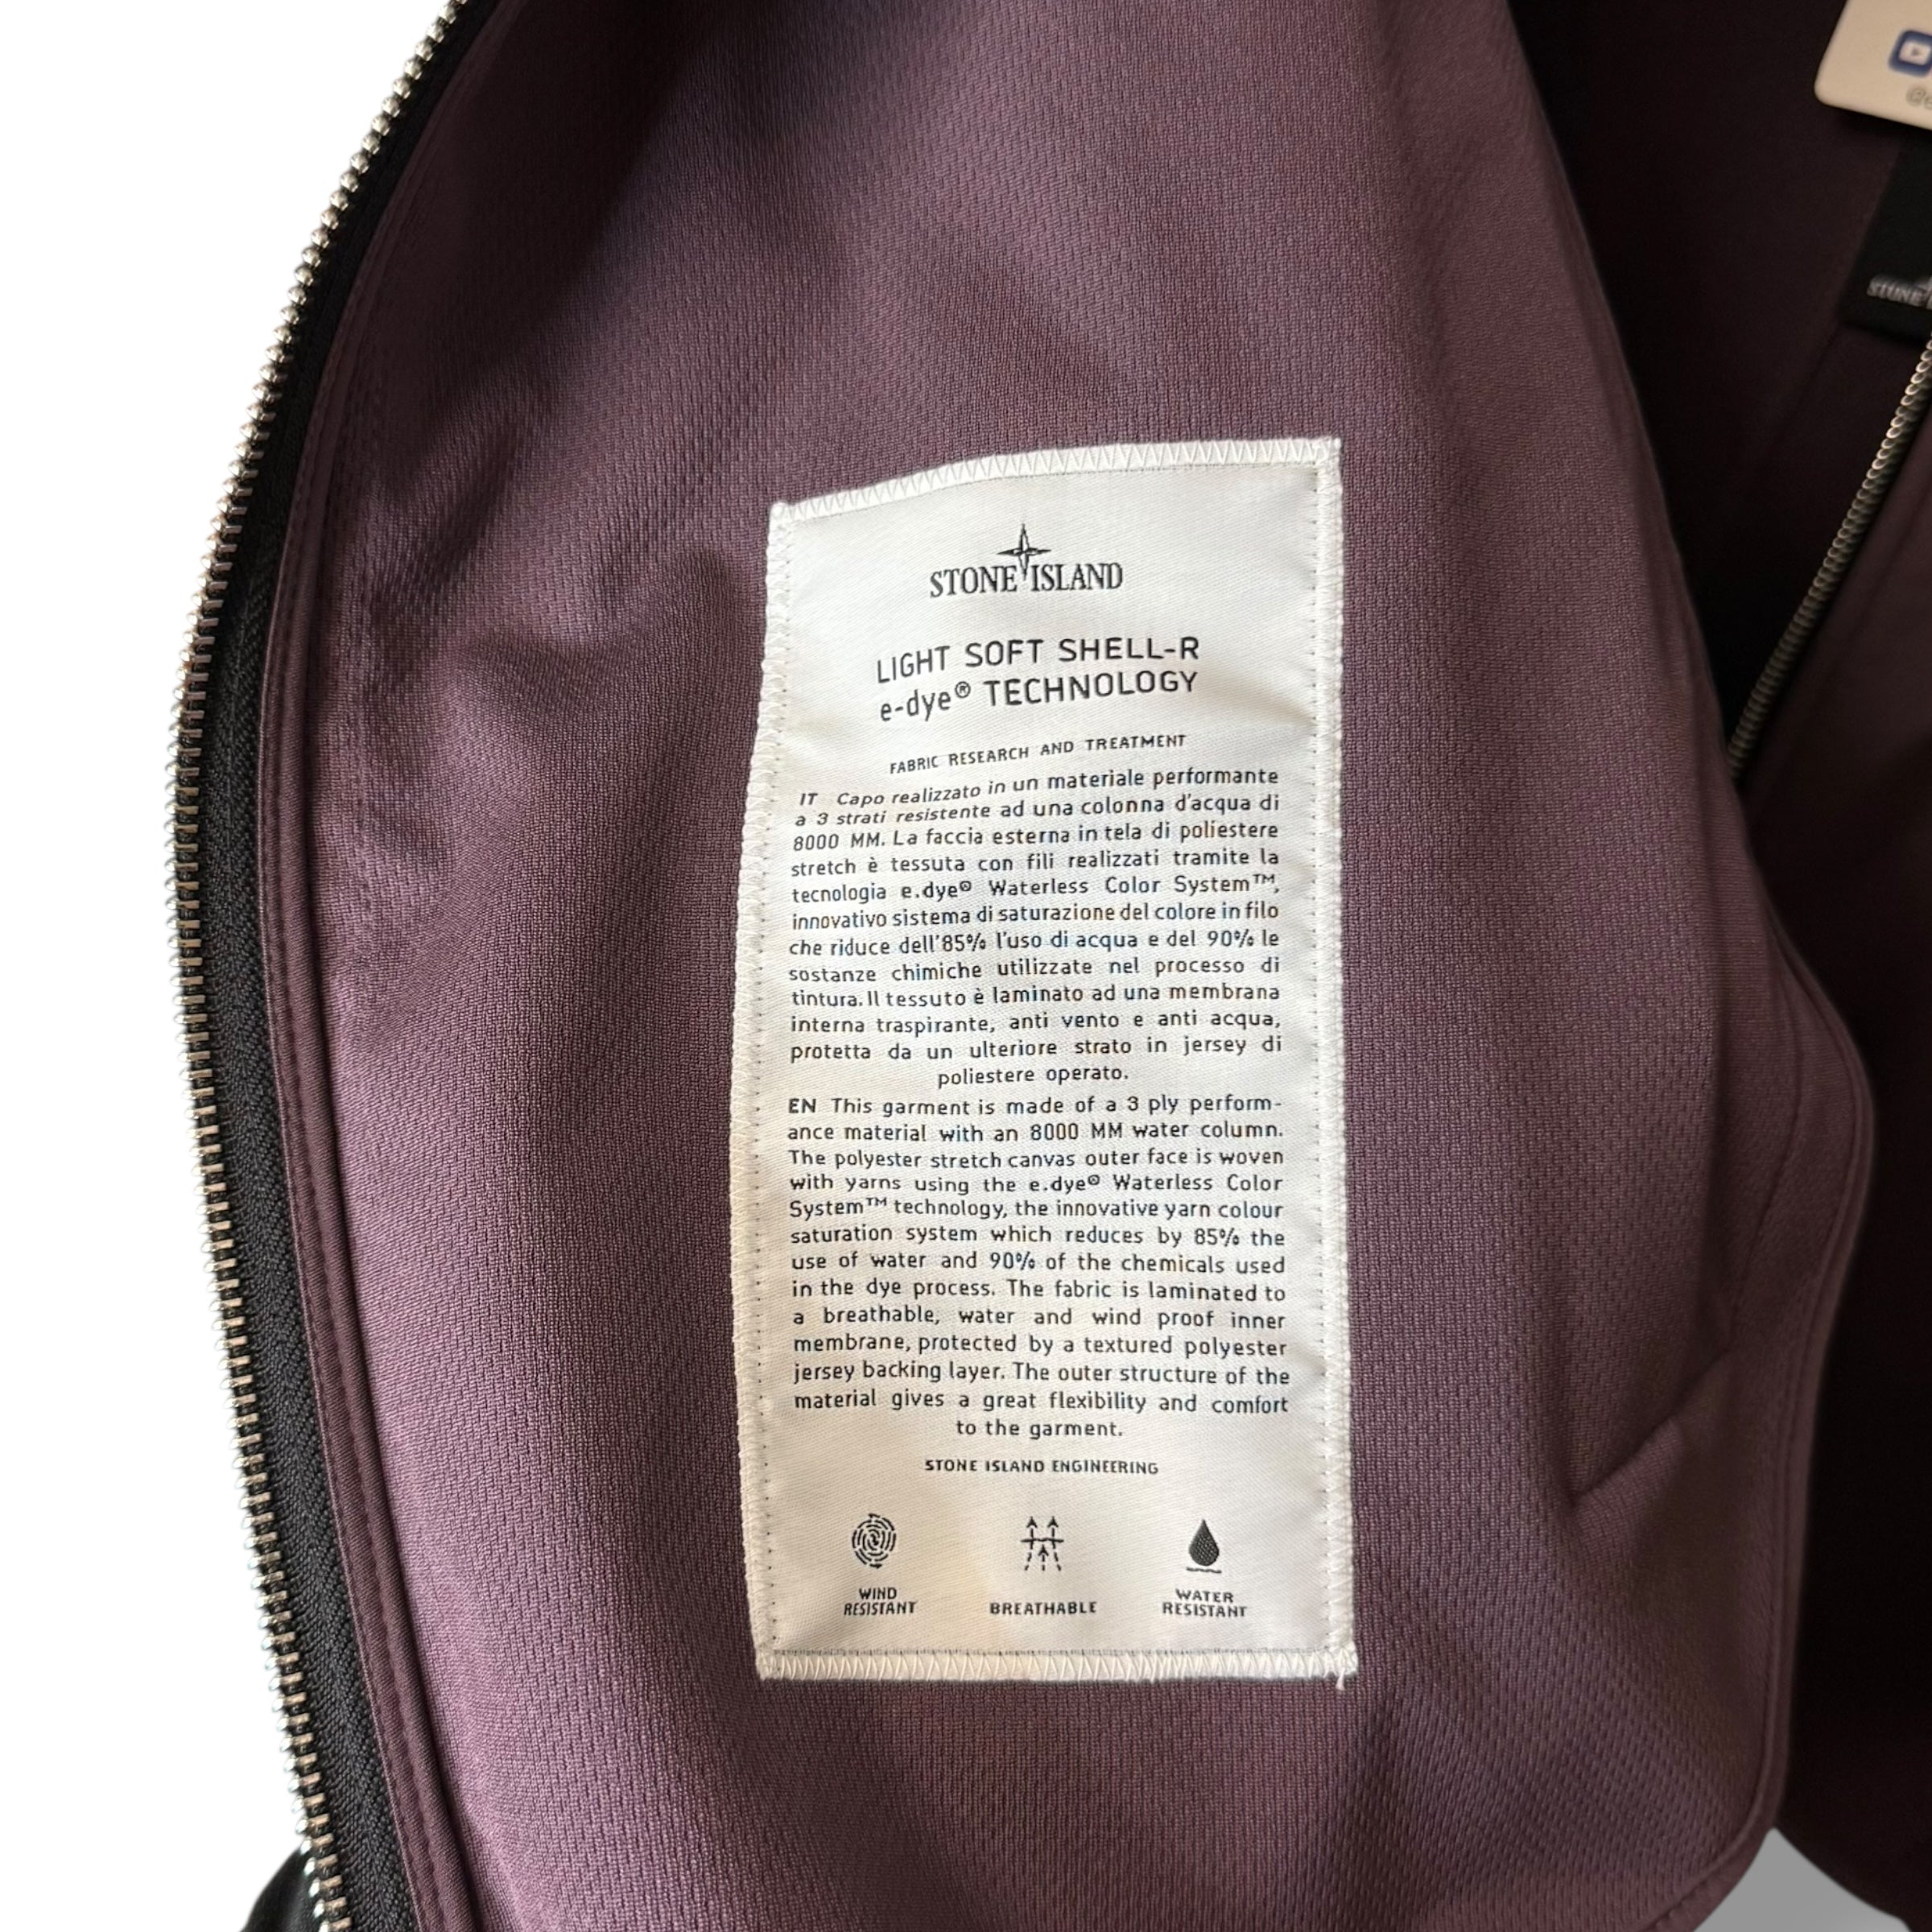 STONE ISLAND
LIGHT SOFT SHELL-R
e-dye® TECHNOLOGY
FABRIC RESEARCH AND TREATMENT
IT Capo realizzato in un materiale performante
a 3 strati resistente ad una colonna d'acqua di
8000 MM. La faccia esterna in tela di poliestere
stretch è tessuta con fili realizzati tramite la
tecnologia e.dye® Waterless Color System™,
innovativo sistema di saturazione del colore in filo
che riduce dell'85% l'uso di acqua e del 90% le
sostanze chimiche utilizzate nel processo di
tintura. Il tessuto è laminato ad una membrana
interna traspirante, anti vento e anti acqua,
protetta da un ulteriore strato in jersey di
poliestere operato.
EN This garment is made of a 3 ply perform-
ance material with an 8000 MM water column.
The polyester stretch canvas outer face is woven
with yarns using the e.dye® Waterless Color
System™ technology, the innovative yarn colour
saturation system which reduces by 85% the
use of water and 90% of the chemicals used
in the dye process. The fabric is laminated to
a breathable, water and wind proof inner
membrane, protected by a textured polyester
jersey backing layer. The outer structure of the
material gives a great flexibility and comfort
to the garment.
STONE ISLAND ENGINEERING
WIND
RESISTANT
BREATHABLE
WATER
RESISTANT
STONE